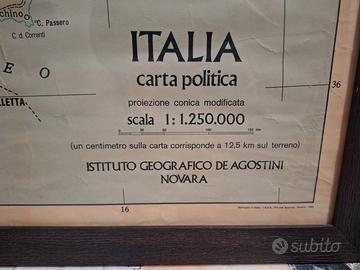 chino
C. Passero
C. d. Correnti
E O
LLETTA
ITALIA
carta politica
proiezione conica modificata
scala 1:1.250.000
(un centimetro sulla carta corrisponde a 12,5 km sul terreno)
ISTITUTO GEOGRAFICO DE AGOSTINI
NOVARA
36
16
subito